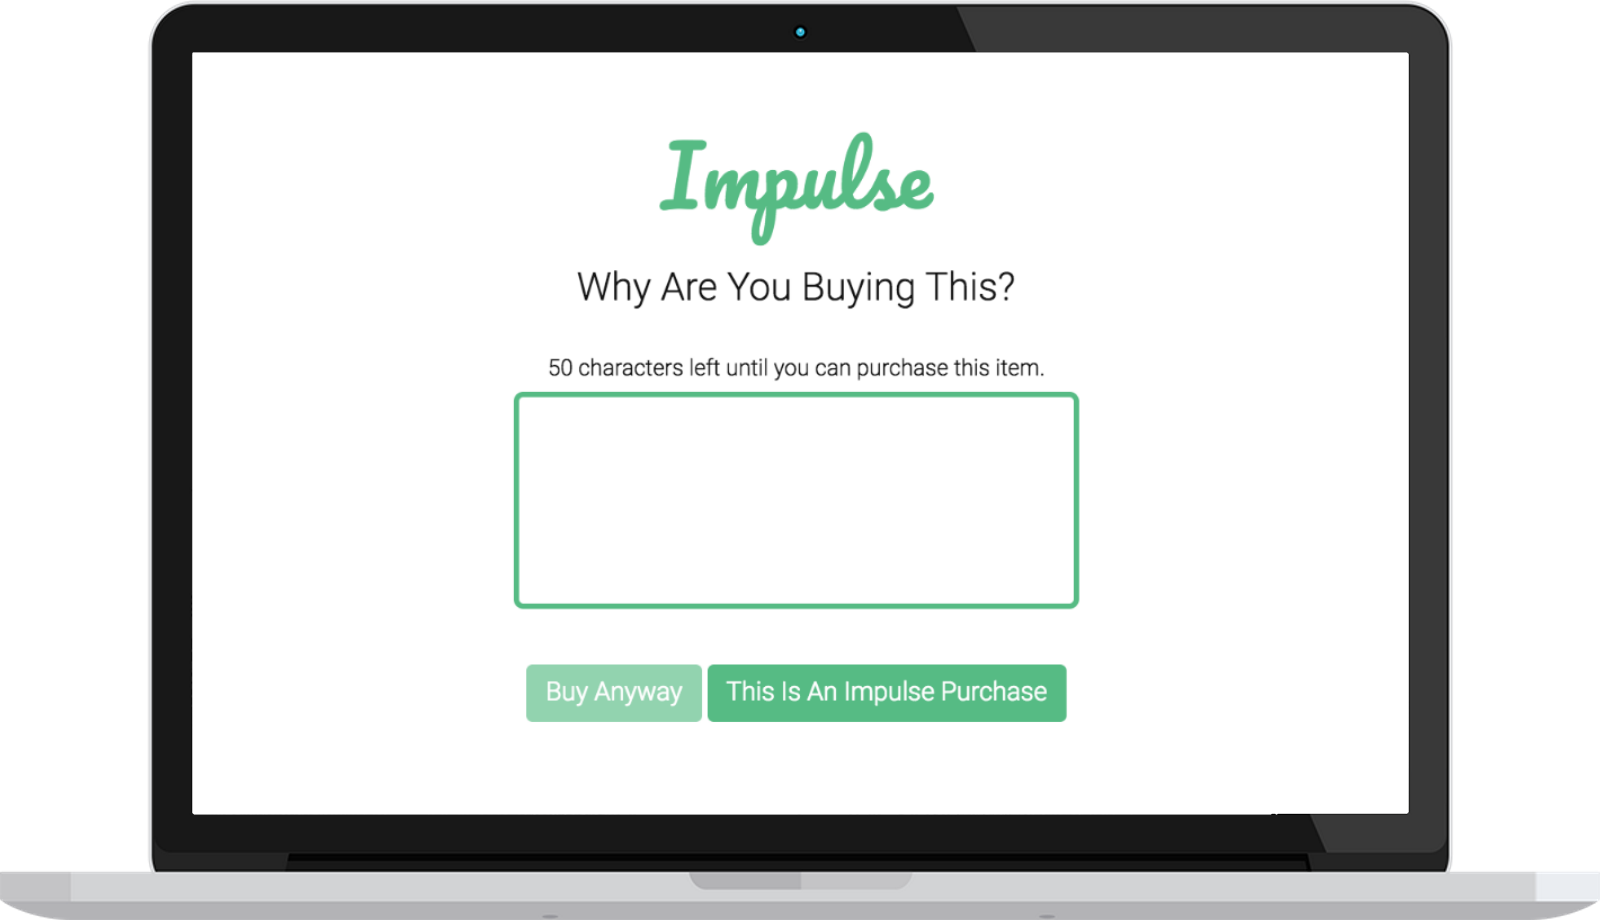 Impulse
Why Are You Buying This?
50 characters left until you can purchase this item.
Buy Anyway
This Is An Impulse Purchase